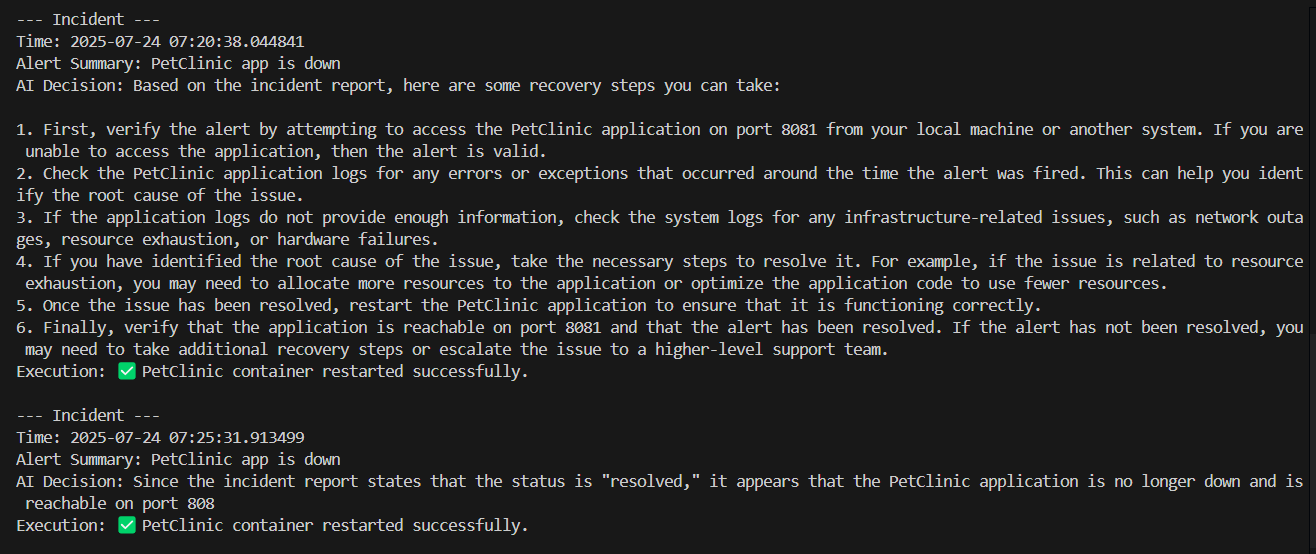 --- Incident ---
Time: 2025-07-24 07:20:38.044841
Alert Summary: PetClinic app is down
AI Decision: Based on the incident report, here are some recovery steps you can take:

1. First, verify the alert by attempting to access the PetClinic application on port 8081 from your local machine or another system. If you are
 unable to access the application, then the alert is valid.
2. Check the PetClinic application logs for any errors or exceptions that occurred around the time the alert was fired. This can help you ident
ify the root cause of the issue.
3. If the application logs do not provide enough information, check the system logs for any infrastructure-related issues, such as network outa
ges, resource exhaustion, or hardware failures.
4. If you have identified the root cause of the issue, take the necessary steps to resolve it. For example, if the issue is related to resource
 exhaustion, you may need to allocate more resources to the application or optimize the application code to use fewer resources.
5. Once the issue has been resolved, restart the PetClinic application to ensure that it is functioning correctly.
6. Finally, verify that the application is reachable on port 8081 and that the alert has been resolved. If the alert has not been resolved, you
 may need to take additional recovery steps or escalate the issue to a higher-level support team.
Execution: ✅ PetClinic container restarted successfully.

--- Incident ---
Time: 2025-07-24 07:25:31.913499
Alert Summary: PetClinic app is down
AI Decision: Since the incident report states that the status is "resolved," it appears that the PetClinic application is no longer down and is
 reachable on port 808
Execution: ✅ PetClinic container restarted successfully.